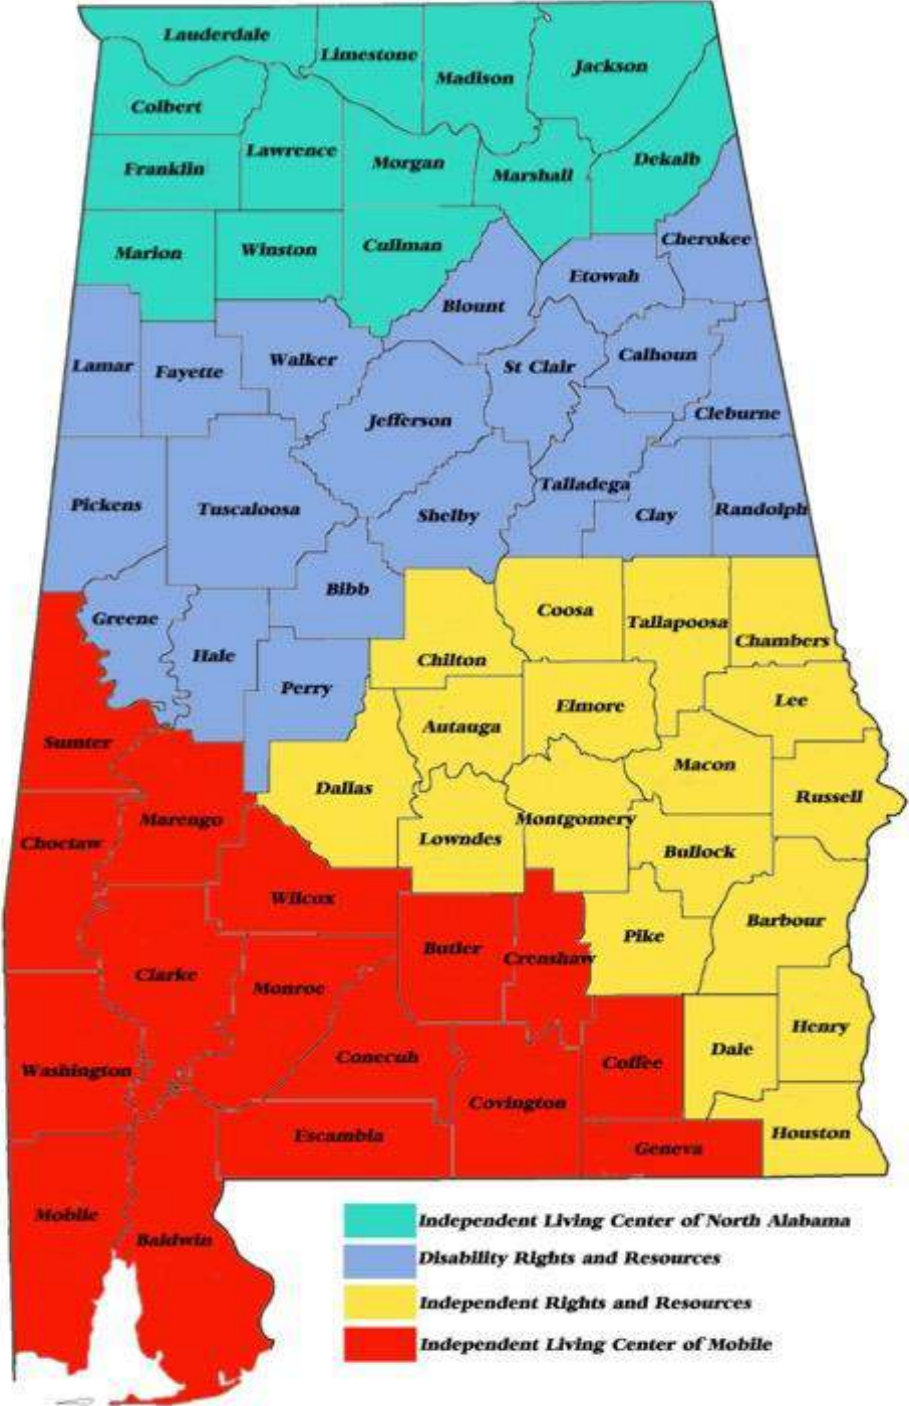 Lauderdale
Limestone
Madison
Jackson
Colbert
Lawrence
Morgan
Marshall
Dekalb
Franklin
Marion
Winston
Cullman
Cherokee
Etowah
Blount
Lamar
Fayette
Walker
St Clair
Calhoun
Jefferson
Cleburne
Pickens
Tuscaloosa
Shelby
Talladega
Clay
Randolph
Bibb
Greene
Hale
Perry
Coosa
Tallapoosa
Chambers
Chilton
Autauga
Elmore
Lee
Sumter
Dallas
Macon
Russell
Choctaw
Marengo
Lowndes
Montgomery
Bullock
Wilcox
Butler
Crenshaw
Pike
Barbour
Clarke
Monroe
Washington
Conecuh
Covington
Coffee
Dale
Henry
Escambia
Geneva
Houston
Mobile
Baldwin
Independent Living Center of North Alabama
Disability Rights and Resources
Independent Rights and Resources
Independent Living Center of Mobile